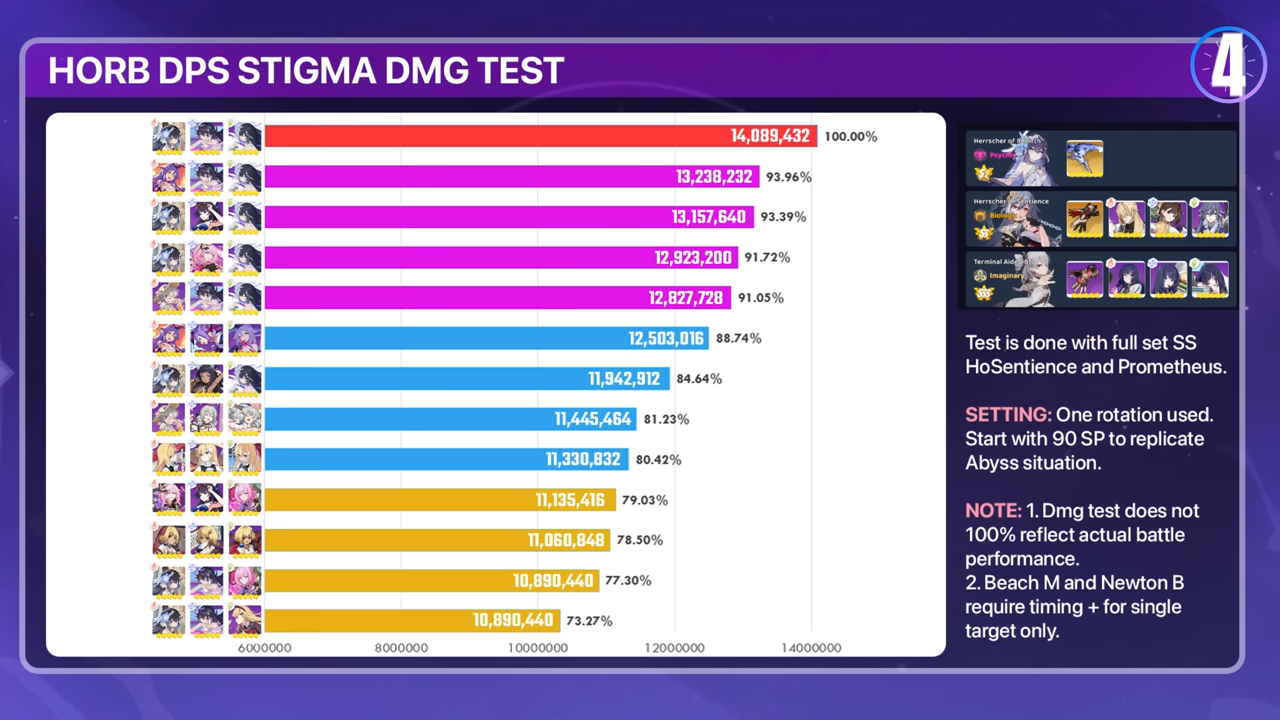 4
HORB DPS STIGMA DMG TEST
14,089,432 100.00%
13,238,232 93.96%
13,157,640 93.39%
12,923,200 91.72%
12,827,728 91.05%
12,503,016 88.74%
11,942,912 84.64%
11,445,464 81.23%
11,330,832 80.42%
11,135,416 79.03%
11,060,848 78.50%
10,890,440 77.30%
10,890,440 73.27%
6000000 8000000 10000000 12000000 14000000
Herrscher of Rebirth
Psychic
Herrscher of Sentience
Biologic
Terminal Aide
Imaginary
Test is done with full set SS
HoSentience and Prometheus.
SETTING: One rotation used.
Start with 90 SP to replicate
Abyss situation.
NOTE: 1. Dmg test does not
100% reflect actual battle
performance.
2. Beach M and Newton B
require timing + for single
target only.